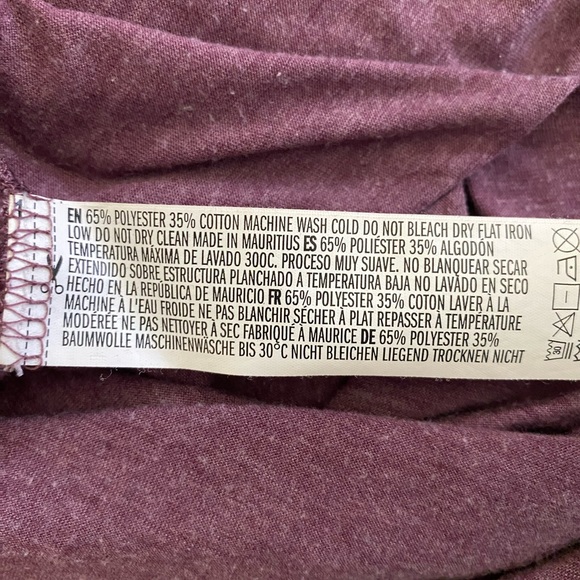 EN 65% POLYESTER 35% COTTON MACHINE WASH COLD DO NOT BLEACH DRY FLAT IRON
LOW DO NOT DRY CLEAN MADE IN MAURITIUS ES 65% POLIÉSTER 35% ALGODÓN
TEMPERATURA MÁXIMA DE LAVADO 300C. PROCESO MUY SUAVE. NO BLANQUEAR SECAR
EXTENDIDO SOBRE ESTRUCTURA PLANCHADO A TEMPERATURA BAJA NO LAVADO EN SECO
HECHO EN LA REPÚBLICA DE MAURICIO FR 65% POLYESTER 35% COTON LAVER À LA
MACHINE À L'EAU FROIDE NE PAS BLANCHIR SÉCHER À PLAT REPASSER À TEMPÉRATURE
MODÉRÉE NE PAS NETTOYER À SEC FABRIQUÉ À MAURICE DE 65% POLYESTER 35%
BAUMWOLLE MASCHINENWÄSCHE BIS 30°C NICHT BLEICHEN LIEGEND TROCKNEN NICHT
30